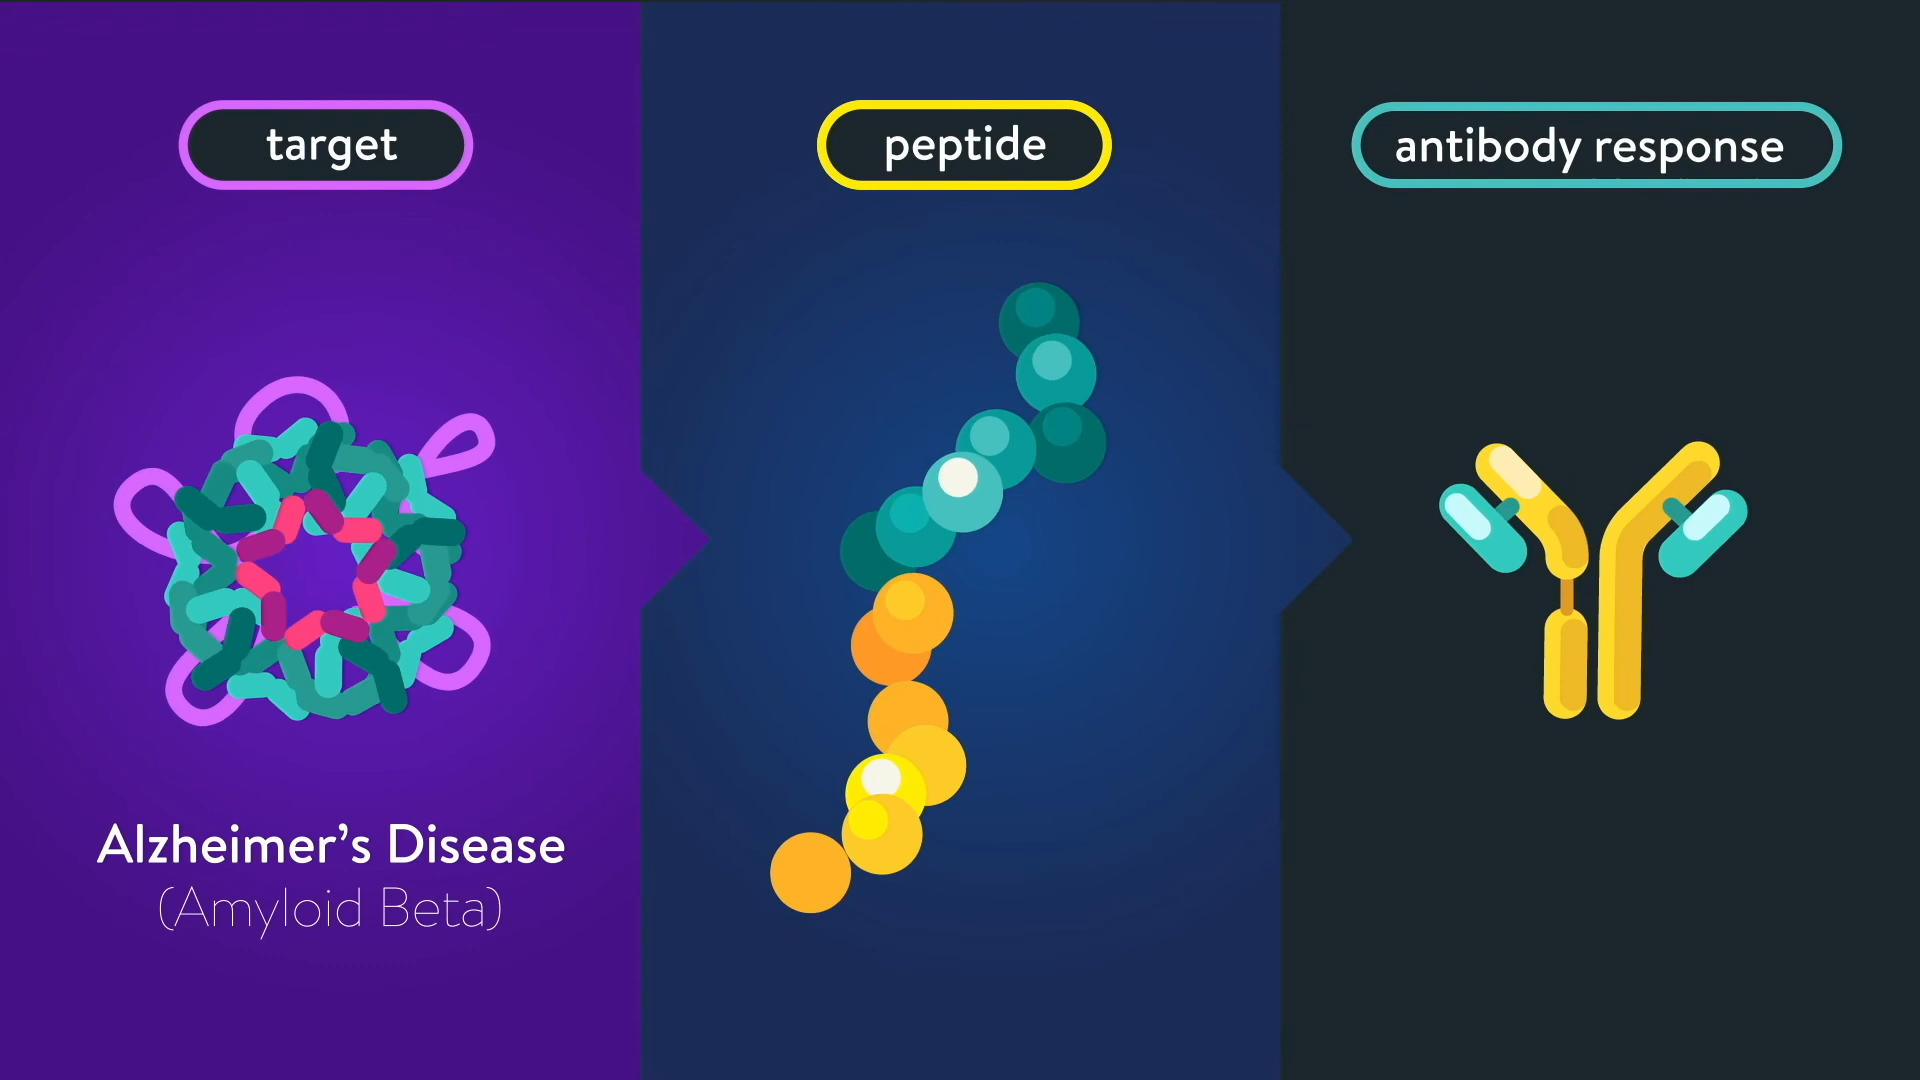 target
peptide
antibody response
Alzheimer's Disease
(Amyloid Beta)